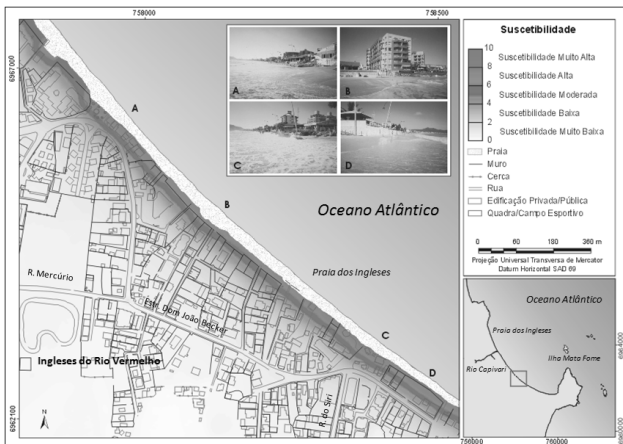 758000
758500
6967000
6962100
A
B
C
D
A
B
C
D
Oceano Atlântico
Praia dos Ingleses
R. Mercúrio
Estr. Dom João Becker
Ingleses do Rio Vermelho
R. do Siri
N
Suscetibilidade
10
8
6
4
2
0
Suscetibilidade Muito Alta
Suscetibilidade Alta
Suscetibilidade Moderada
Suscetibilidade Baixa
Suscetibilidade Muito Baixa
Praia
Muro
Cerca
Rua
Edificação Privada/Pública
Quadra/Campo Esportivo
0 60 180 360 m
Projeção Universal Transversa de Mercator
Datum Horizontal SAD 69
Oceano Atlântico
Praia dos Ingleses
Ilha Mata Fome
Rio Capivari
6964000
6960000
756000
760000